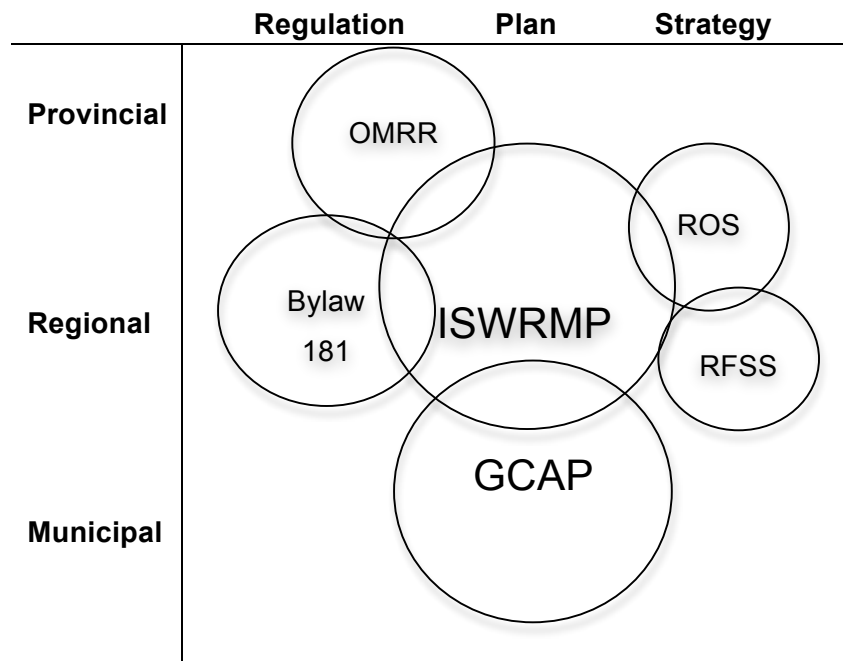 Regulation Plan Strategy
Provincial
OMRR
ROS
Bylaw
181
Regional
ISWRMP
RFSS
GCAP
Municipal